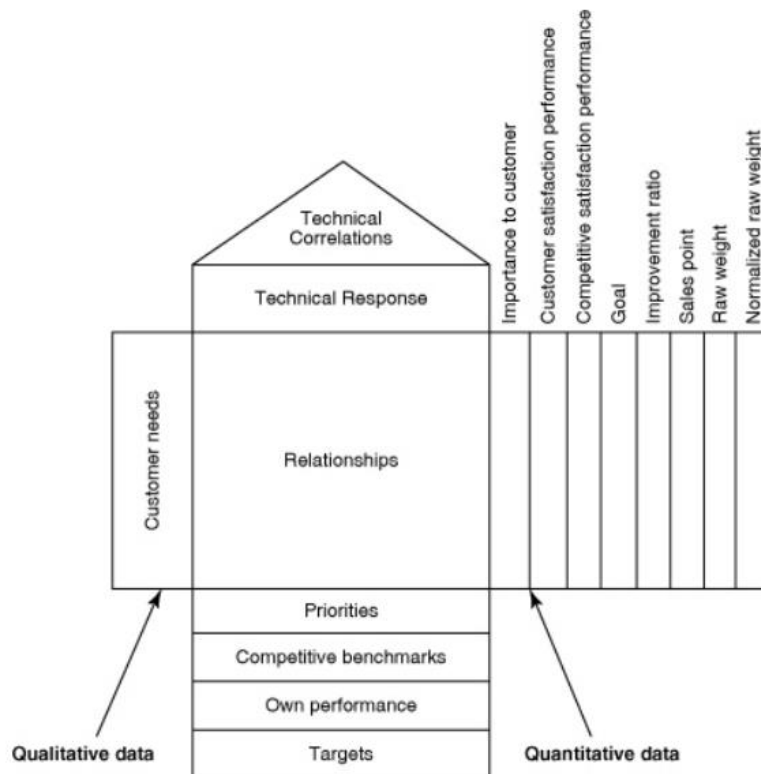 Technical
Correlations
Technical Response
Importance to customer
Customer satisfaction performance
Competitive satisfaction performance
Goal
Improvement ratio
Sales point
Raw weight
Normalized raw weight
Customer needs
Relationships
Priorities
Competitive benchmarks
Own performance
Targets
Qualitative data
Quantitative data